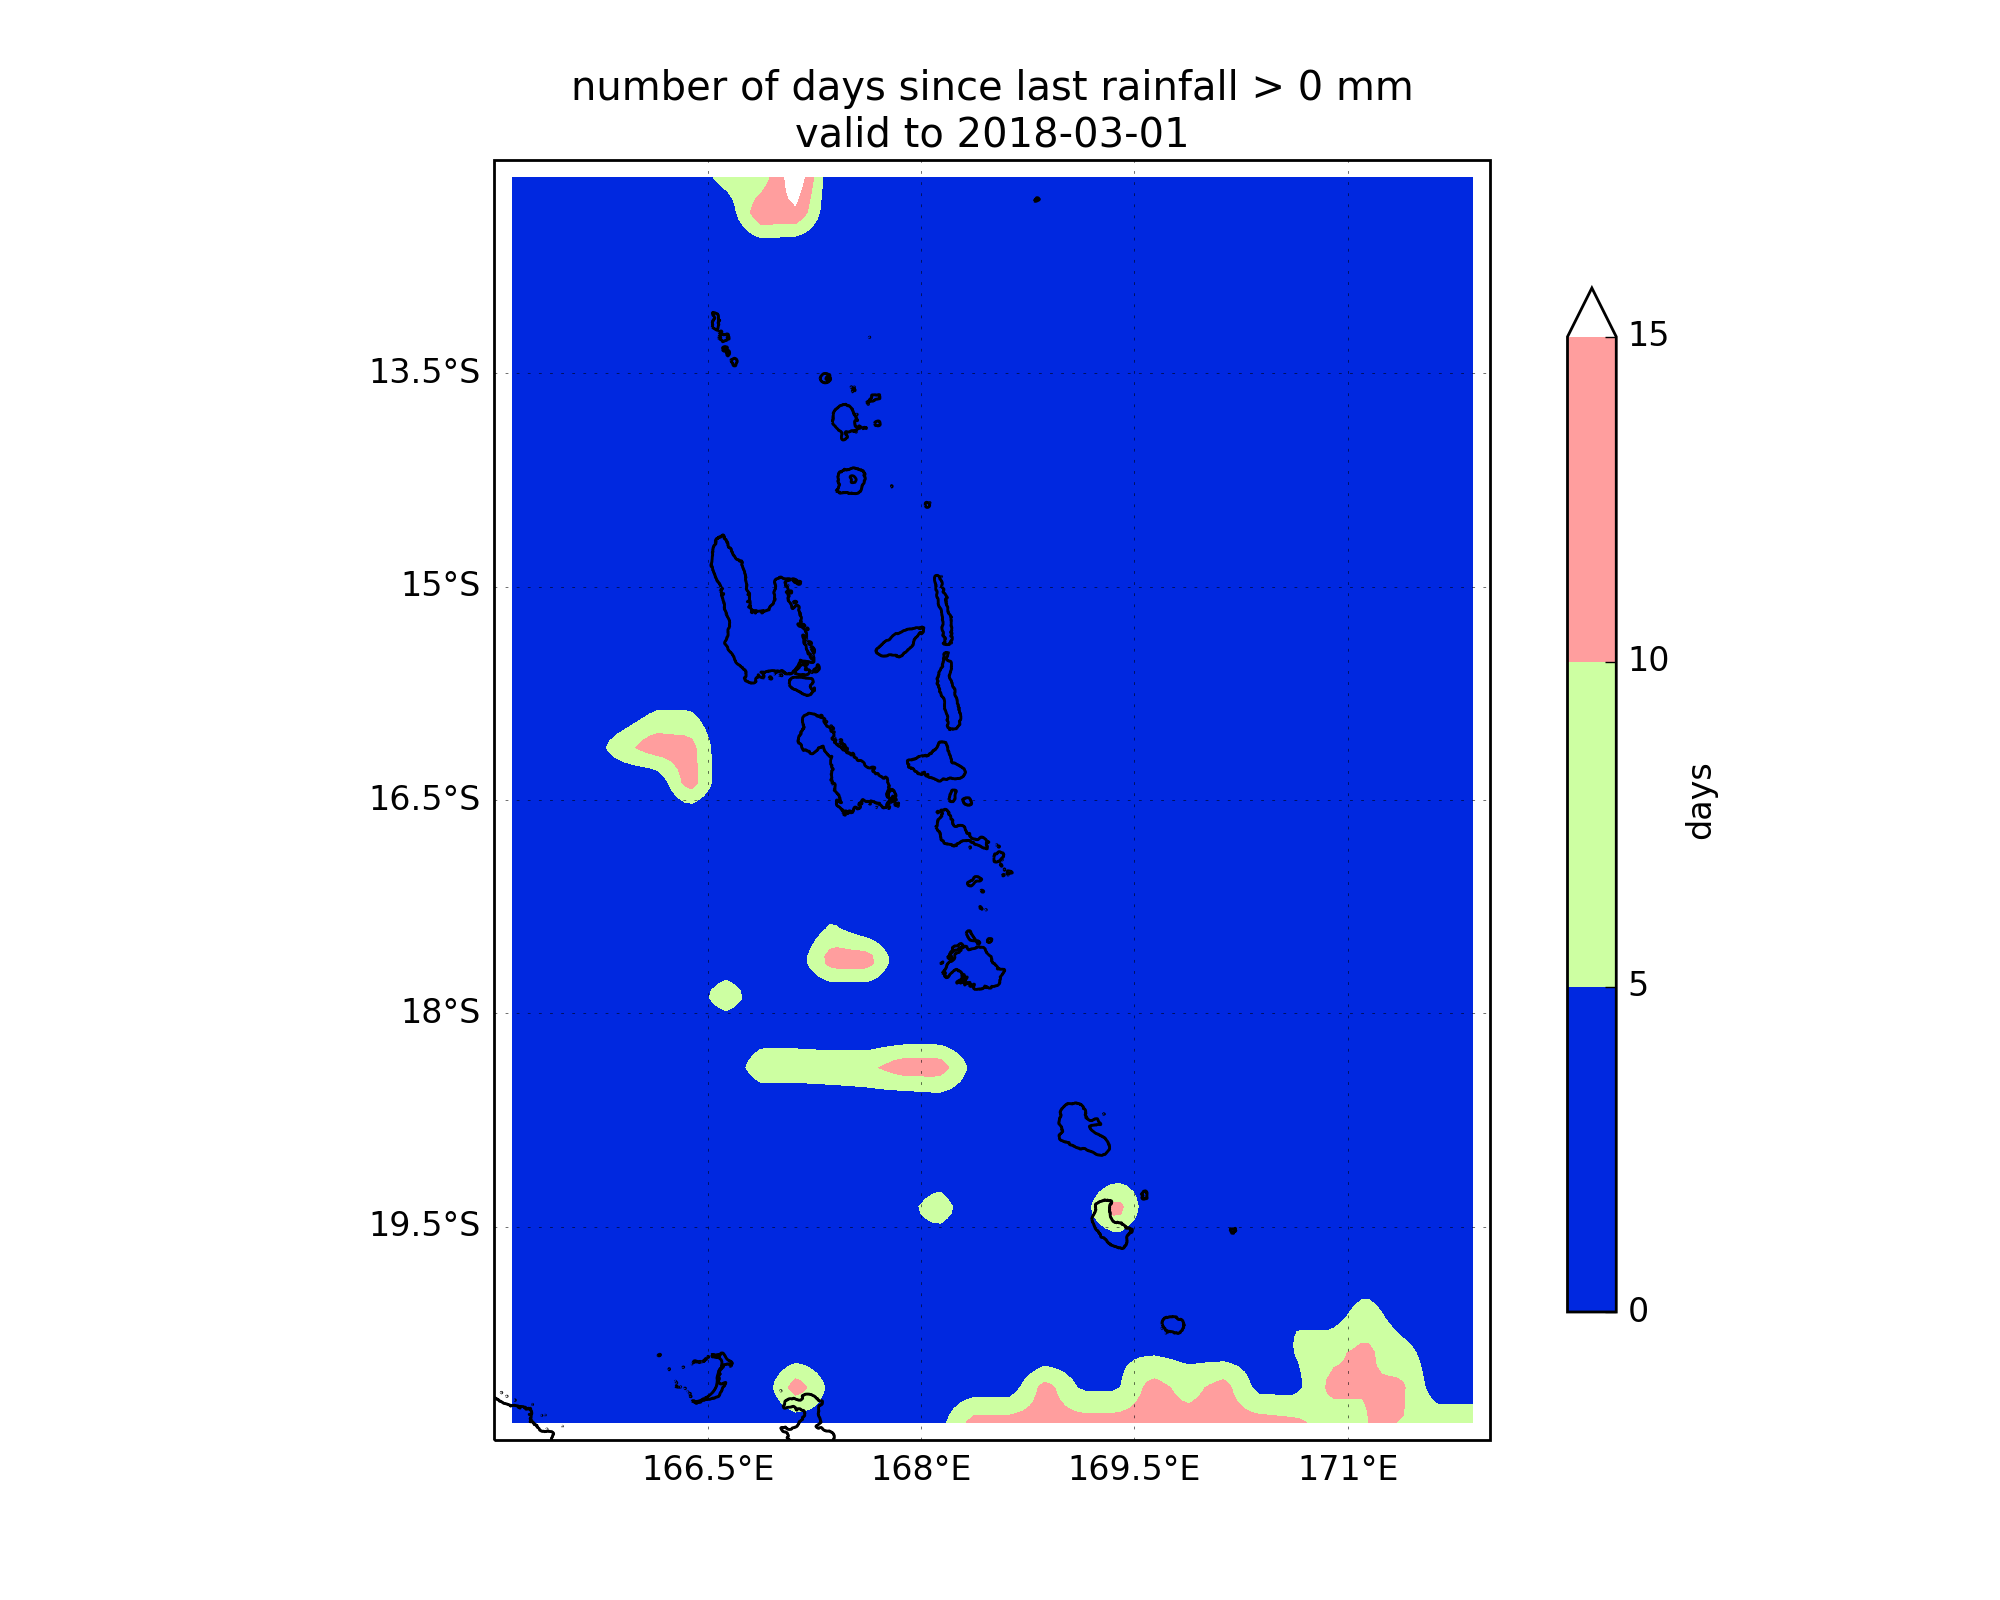 number of days since last rainfall > 0 mm
valid to 2018-03-01
13.5°S
15°S
16.5°S
18°S
19.5°S
166.5°E
168°E
169.5°E
171°E
15
10
5
0
days